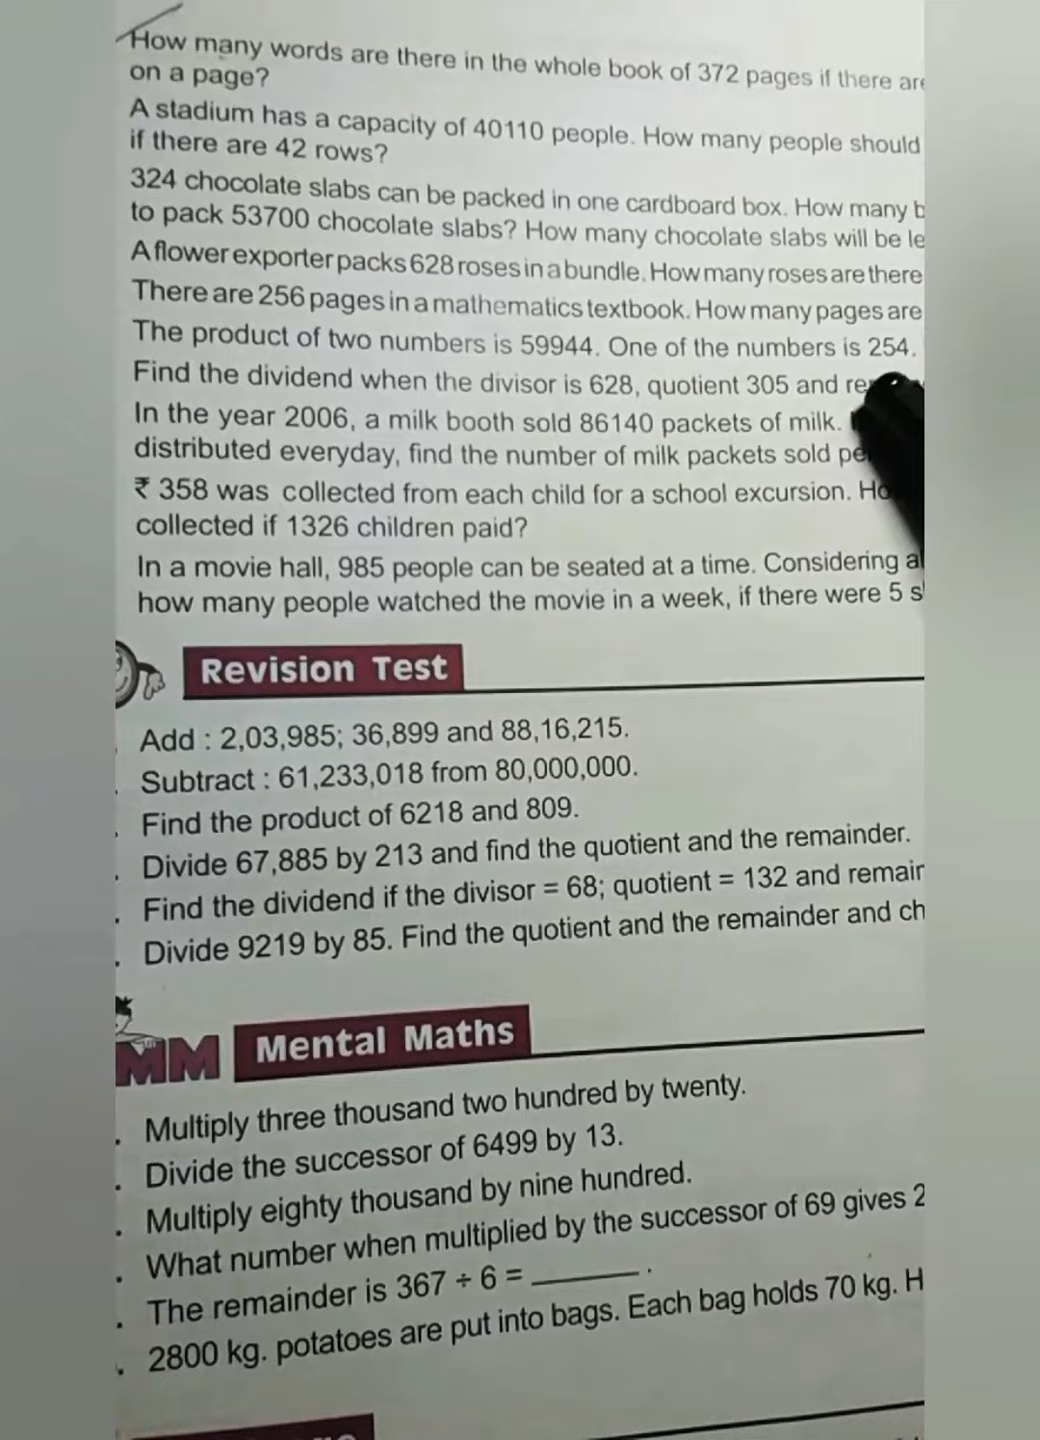 How many words are there in the whole book of 372 pages if there are
on a page?
A stadium has a capacity of 40110 people. How many people should
if there are 42 rows?
324 chocolate slabs can be packed in one cardboard box. How many
to pack 53700 chocolate slabs? How many chocolate slabs will be
A flower exporter packs 628 roses in a bundle. How many roses are there
There are 256 pages in a mathematics textbook. How many pages are
The product of two numbers is 59944. One of the numbers is 254.
Find the dividend when the divisor is 628, quotient 305 and
In the year 2006, a milk booth sold 86140 packets of milk.
distributed everyday, find the number of milk packets sold
₹ 358 was collected from each child for a school excursion.
collected if 1326 children paid?
In a movie hall, 985 people can be seated at a time. Considering
how many people watched the movie in a week, if there were 5
Revision Test
Add : 2,03,985; 36,899 and 88,16,215.
Subtract : 61,233,018 from 80,000,000.
Find the product of 6218 and 809.
Divide 67,885 by 213 and find the quotient and the remainder.
Find the dividend if the divisor = 68; quotient = 132 and
Divide 9219 by 85. Find the quotient and the remainder and
MM Mental Maths
Multiply three thousand two hundred by twenty.
Divide the successor of 6499 by 13.
Multiply eighty thousand by nine hundred.
What number when multiplied by the successor of 69 gives
The remainder is 367 ÷ 6 = ________.
2800 kg. potatoes are put into bags. Each bag holds 70 kg.